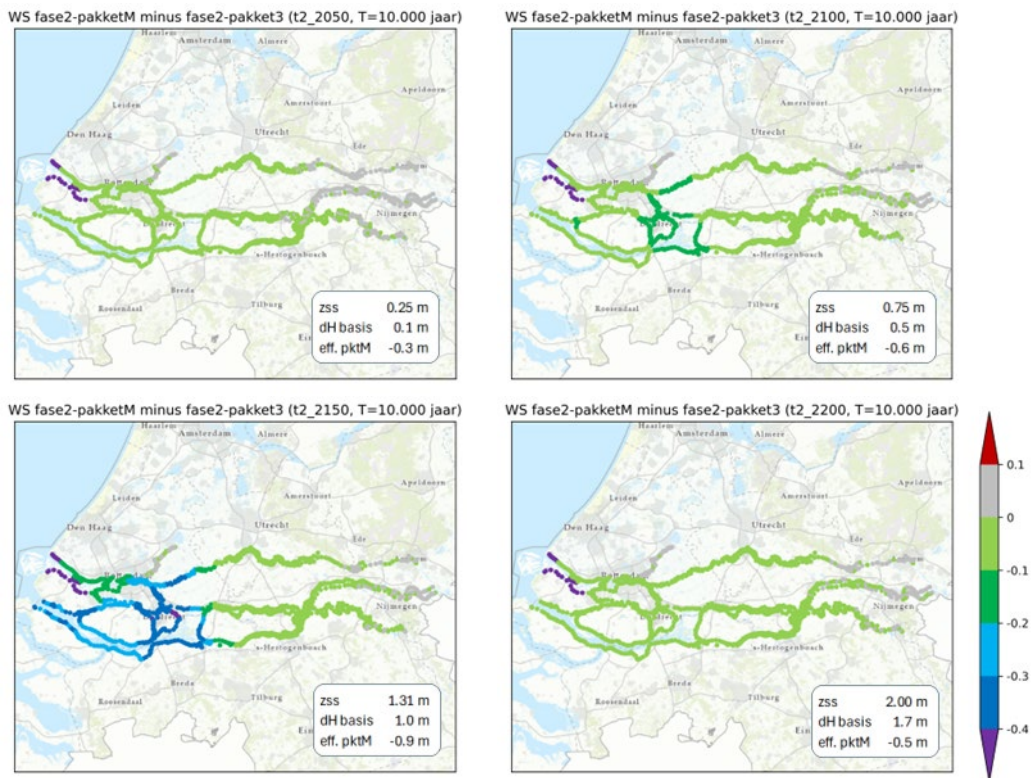 WS fase2-pakketM minus fase2-pakket3 (t2_2050, T=10.000 jaar)
Haarlem
Amsterdam
Almere
Apeldoorn
Leiden
Amersfoort
Den Haag
Utrecht
Ede
Nijmegen
's-Hertogenbosch
Breda
Roosendaal
Tilburg
zss 0.25 m
dH basis 0.1 m
eff. pktM -0.3 m
WS fase2-pakketM minus fase2-pakket3 (t2_2100, T=10.000 jaar)
Haarlem
Amsterdam
Almere
Apeldoorn
Leiden
Amersfoort
Den Haag
Utrecht
Ede
Nijmegen
's-Hertogenbosch
Breda
Roosendaal
Tilburg
zss 0.75 m
dH basis 0.5 m
eff. pktM -0.6 m
WS fase2-pakketM minus fase2-pakket3 (t2_2150, T=10.000 jaar)
Haarlem
Amsterdam
Almere
Apeldoorn
Leiden
Amersfoort
Den Haag
Utrecht
Ede
Nijmegen
's-Hertogenbosch
Breda
Roosendaal
Tilburg
zss 1.31 m
dH basis 1.0 m
eff. pktM -0.9 m
WS fase2-pakketM minus fase2-pakket3 (t2_2200, T=10.000 jaar)
Haarlem
Amsterdam
Almere
Apeldoorn
Leiden
Amersfoort
Den Haag
Utrecht
Ede
Nijmegen
's-Hertogenbosch
Breda
Roosendaal
Tilburg
zss 2.00 m
dH basis 1.7 m
eff. pktM -0.5 m
0.1
0
-0.1
-0.2
-0.3
-0.4